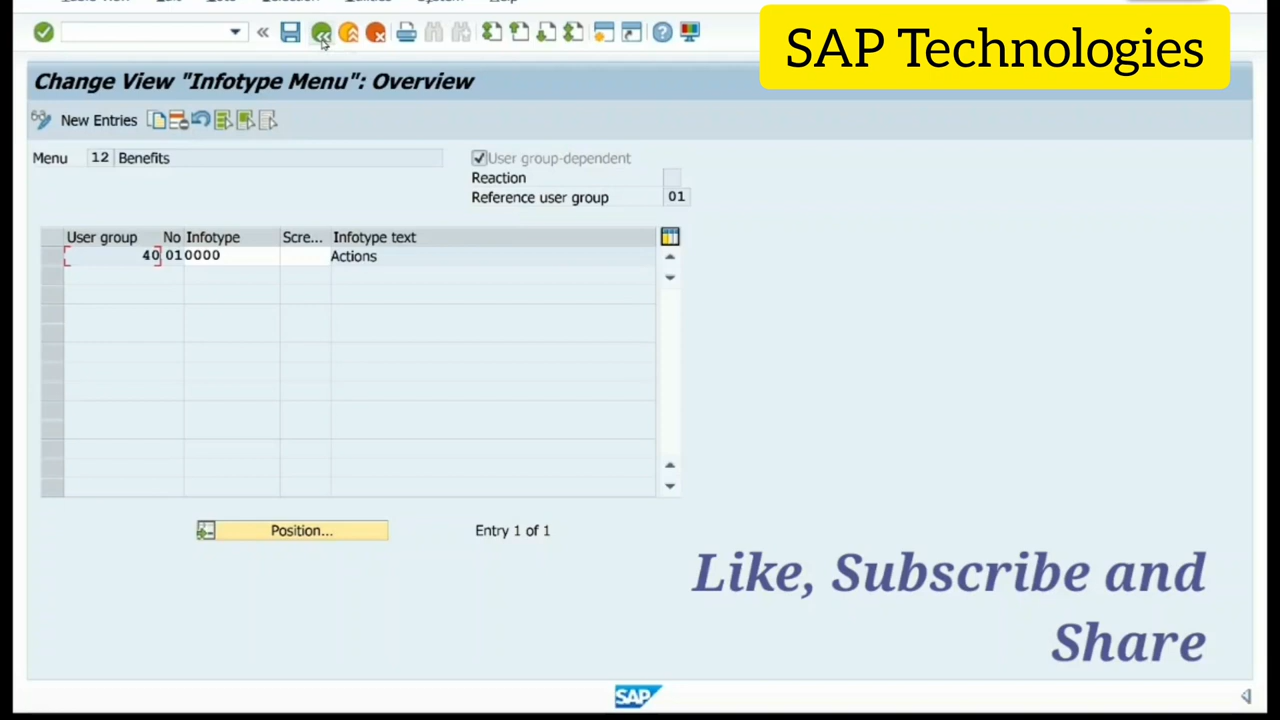 SAP Technologies
Change View "Infotype Menu": Overview
New Entries
Menu 12 Benefits
User group-dependent
Reaction
Reference user group 01
User group No Infotype Scre... Infotype text
40 01 0000 Actions
Position... Entry 1 of 1
Like, Subscribe and
Share
SAP